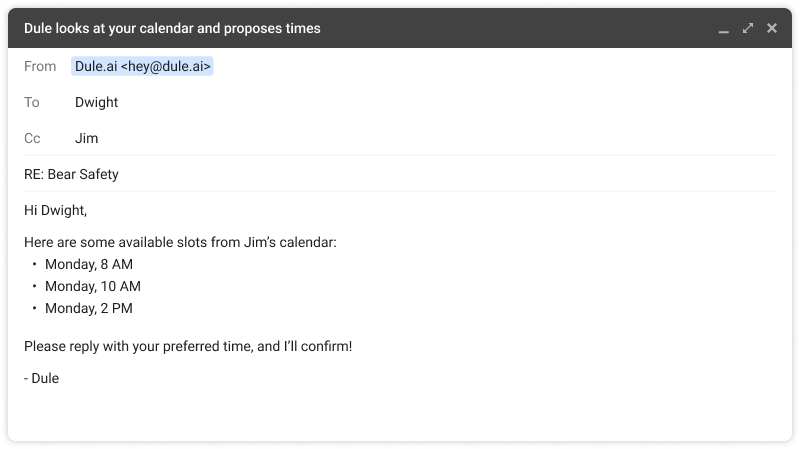 Dule looks at your calendar and proposes times
From Dule.ai <hey@dule.ai>
To Dwight
Cc Jim
RE: Bear Safety
Hi Dwight,
Here are some available slots from Jim’s calendar:
• Monday, 8 AM
• Monday, 10 AM
• Monday, 2 PM
Please reply with your preferred time, and I’ll confirm!
- Dule